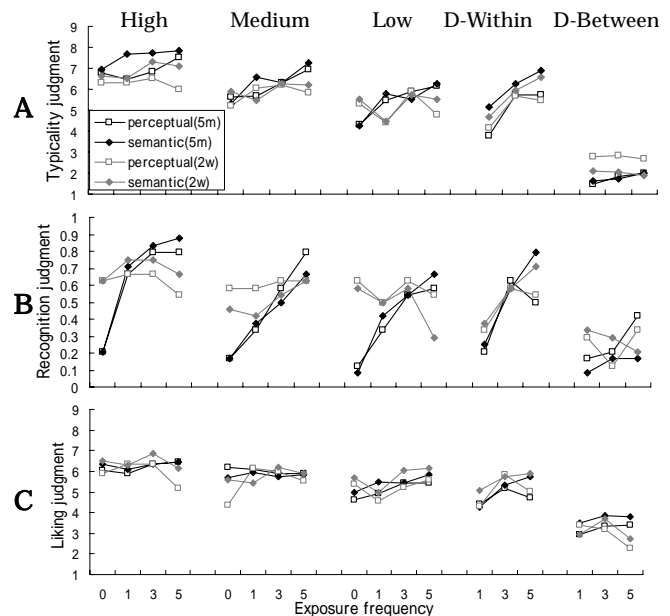 High Medium Low D-Within D-Between
A
Typicality judgment
9
8
7
6
5
4
3
2
1
perceptual(5m)
semantic(5m)
perceptual(2w)
semantic(2w)
B
Recognition judgment
1
0.9
0.8
0.7
0.6
0.5
0.4
0.3
0.2
0.1
0
C
Liking judgment
9
8
7
6
5
4
3
2
1
0 1 3 5 0 1 3 5 0 1 3 5 1 3 5 1 3 5
Exposure frequency